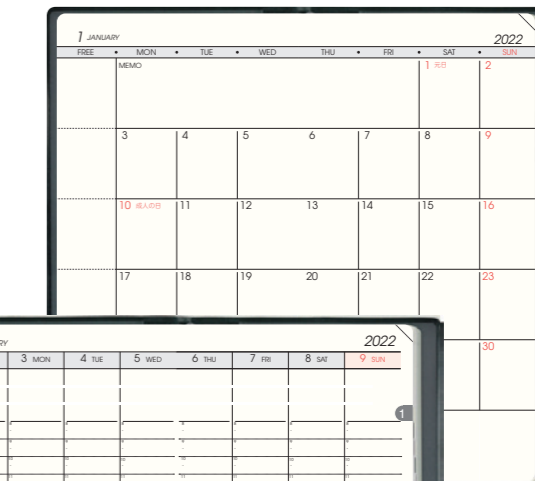 1 JANUARY
2022
FREE • MON • TUE • WED THU • FRI • SAT • SUN
MEMO 1 元日 2
3 4 5 6 7 8 9
10 成人の日 11 12 13 14 15 16
17 18 19 20 21 22 23
30
RY 2022
3 MON 4 TUE 5 WED 6 THU 7 FRI 8 SAT 9 SUN
1